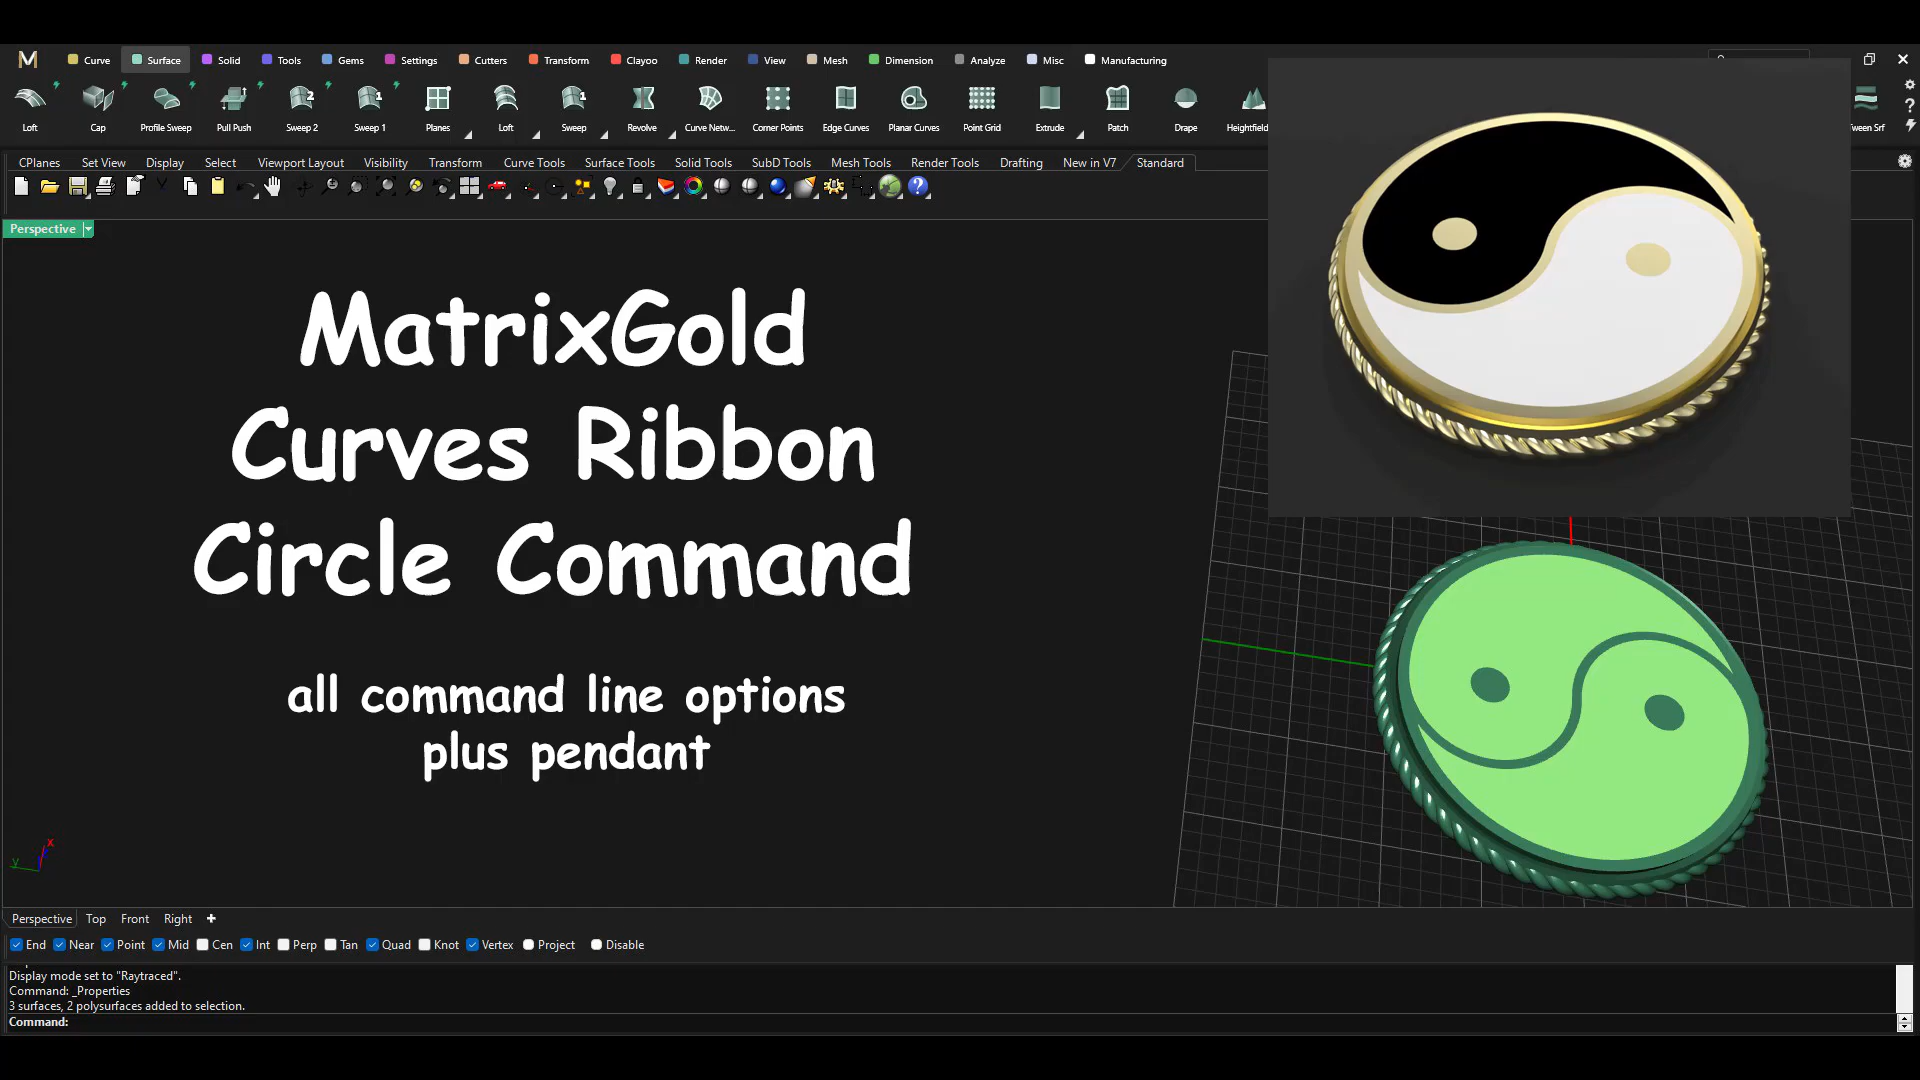 M Curve Surface Solid Tools Gems Settings Cutters Transform Clayoo Render View Mesh Dimension Analyze Misc Manufacturing
Loft Cap Profile Sweep Pull Push Sweep 2 Sweep 1 Planes Loft Sweep Revolve Curve Netw... Corner Points Edge Curves Planar Curves Point Grid Extrude Patch Drape Heightfield Tween Srf
CPlanes Set View Display Select Viewport Layout Visibility Transform Curve Tools Surface Tools Solid Tools SubD Tools Mesh Tools Render Tools Drafting New in V7 Standard
Perspective
MatrixGold
Curves Ribbon
Circle Command
all command line options
plus pendant
x
y
Perspective Top Front Right
End Near Point Mid Cen Int Perp Tan Quad Knot Vertex Project Disable
Display mode set to "Raytraced".
Command: _Properties
3 surfaces, 2 polysurfaces added to selection.
Command: